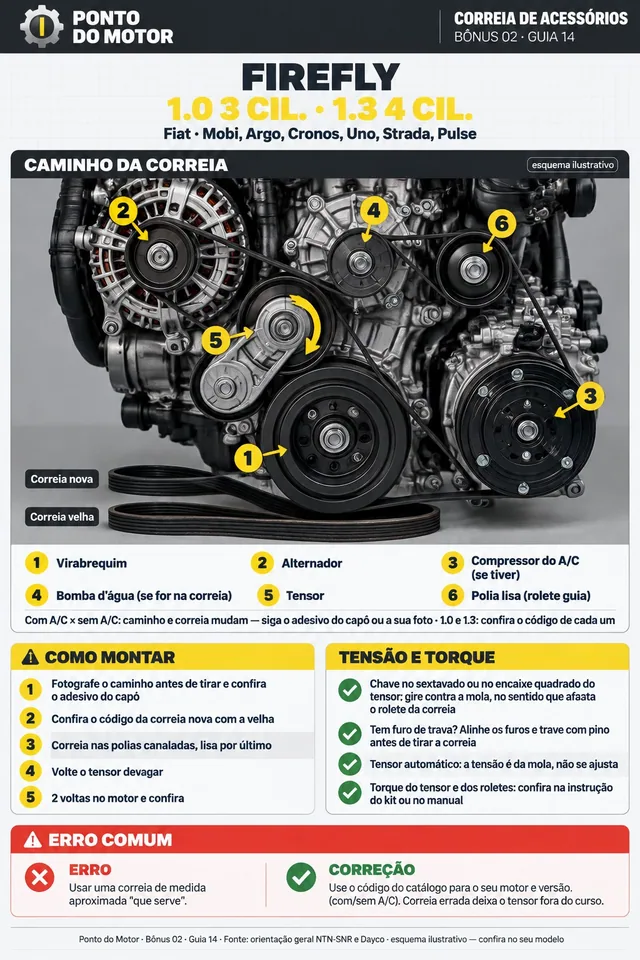 PONTO
DO MOTOR
CORREIA DE ACESSÓRIOS
BÔNUS 02 · GUIA 14
FIREFLY
1.0 3 CIL. · 1.3 4 CIL.
Fiat · Mobi, Argo, Cronos, Uno, Strada, Pulse
CAMINHO DA CORREIA
esquema ilustrativo
2
4
6
5
3
1
Correia nova
Correia velha
1 Virabrequim
2 Alternador
3 Compressor do A/C
(se tiver)
4 Bomba d'água (se for na correia)
5 Tensor
6 Polia lisa (rolete guia)
Com A/C × sem A/C: caminho e correia mudam — siga o adesivo do capô ou a sua foto · 1.0 e 1.3: confira o código de cada um
COMO MONTAR
1 Fotografe o caminho antes de tirar e confira
o adesivo do capó
2 Confira o código da correia nova com a velha
3 Correia nas polias canaladas, lisa por último
4 Volte o tensor devagar
5 2 voltas no motor e confira
TENSÃO E TORQUE
Chave no sextavado ou no encaixe quadrado do
tensor: gire contra a mola, no sentido que afaata
o rolete da correia
Tem furo de trava? Alinhe os furos e trave com pino
antes de tirar a correia
Tensor automático: a tensão é da mola, não se ajusta
Torque do tensor e dos roletes: confira na instrução
do kit ou no manual
ERRO COMUM
ERRO
Usar uma correia de medida
aproximada "que serve".
CORREÇÃO
Use o código do catálogo para o seu motor e versão.
(com/sem A/C). Correia errada deixa o tensor fora do curso.
Ponto do Motor · Bônus 02 · Guia 14 · Fonte: orientação geral NTN-SNR e Dayco · esquema ilustrativo — confira no seu modelo